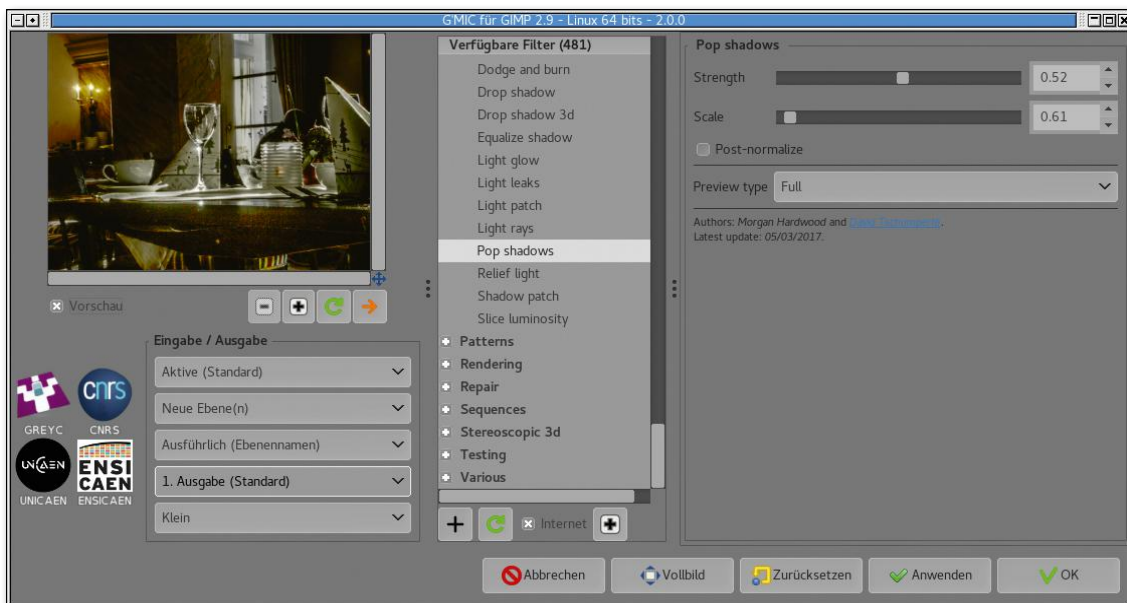 G'MIC für GIMP 2.9 - Linux 64 bits - 2.0.0
Vorschau
Eingabe / Ausgabe
Aktive (Standard)
Neue Ebene(n)
Ausführlich (Ebenennamen)
1. Ausgabe (Standard)
Klein
cnrs
GREYC
CNRS
UNICAEN
ENSI
CAEN
UNICAEN
ENSICAEN
Verfügbare Filter (481)
Dodge and burn
Drop shadow
Drop shadow 3d
Equalize shadow
Light glow
Light leaks
Light patch
Light rays
Pop shadows
Relief light
Shadow patch
Slice luminosity
Patterns
Rendering
Repair
Sequences
Stereoscopic 3d
Testing
Various
Internet
Pop shadows
Strength
0.52
Scale
0.61
Post-normalize
Preview type
Full
Authors: Morgan Hardwood and
Latest update: 05/03/2017.
Abbrechen
Vollbild
Zurücksetzen
Anwenden
OK